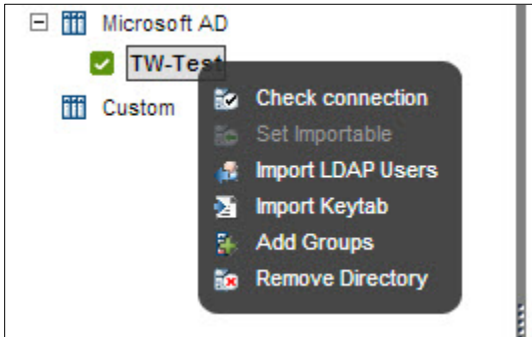 Microsoft AD
TW-Test
Custom
Check connection
Set Importable
Import LDAP Users
Import Keytab
Add Groups
Remove Directory